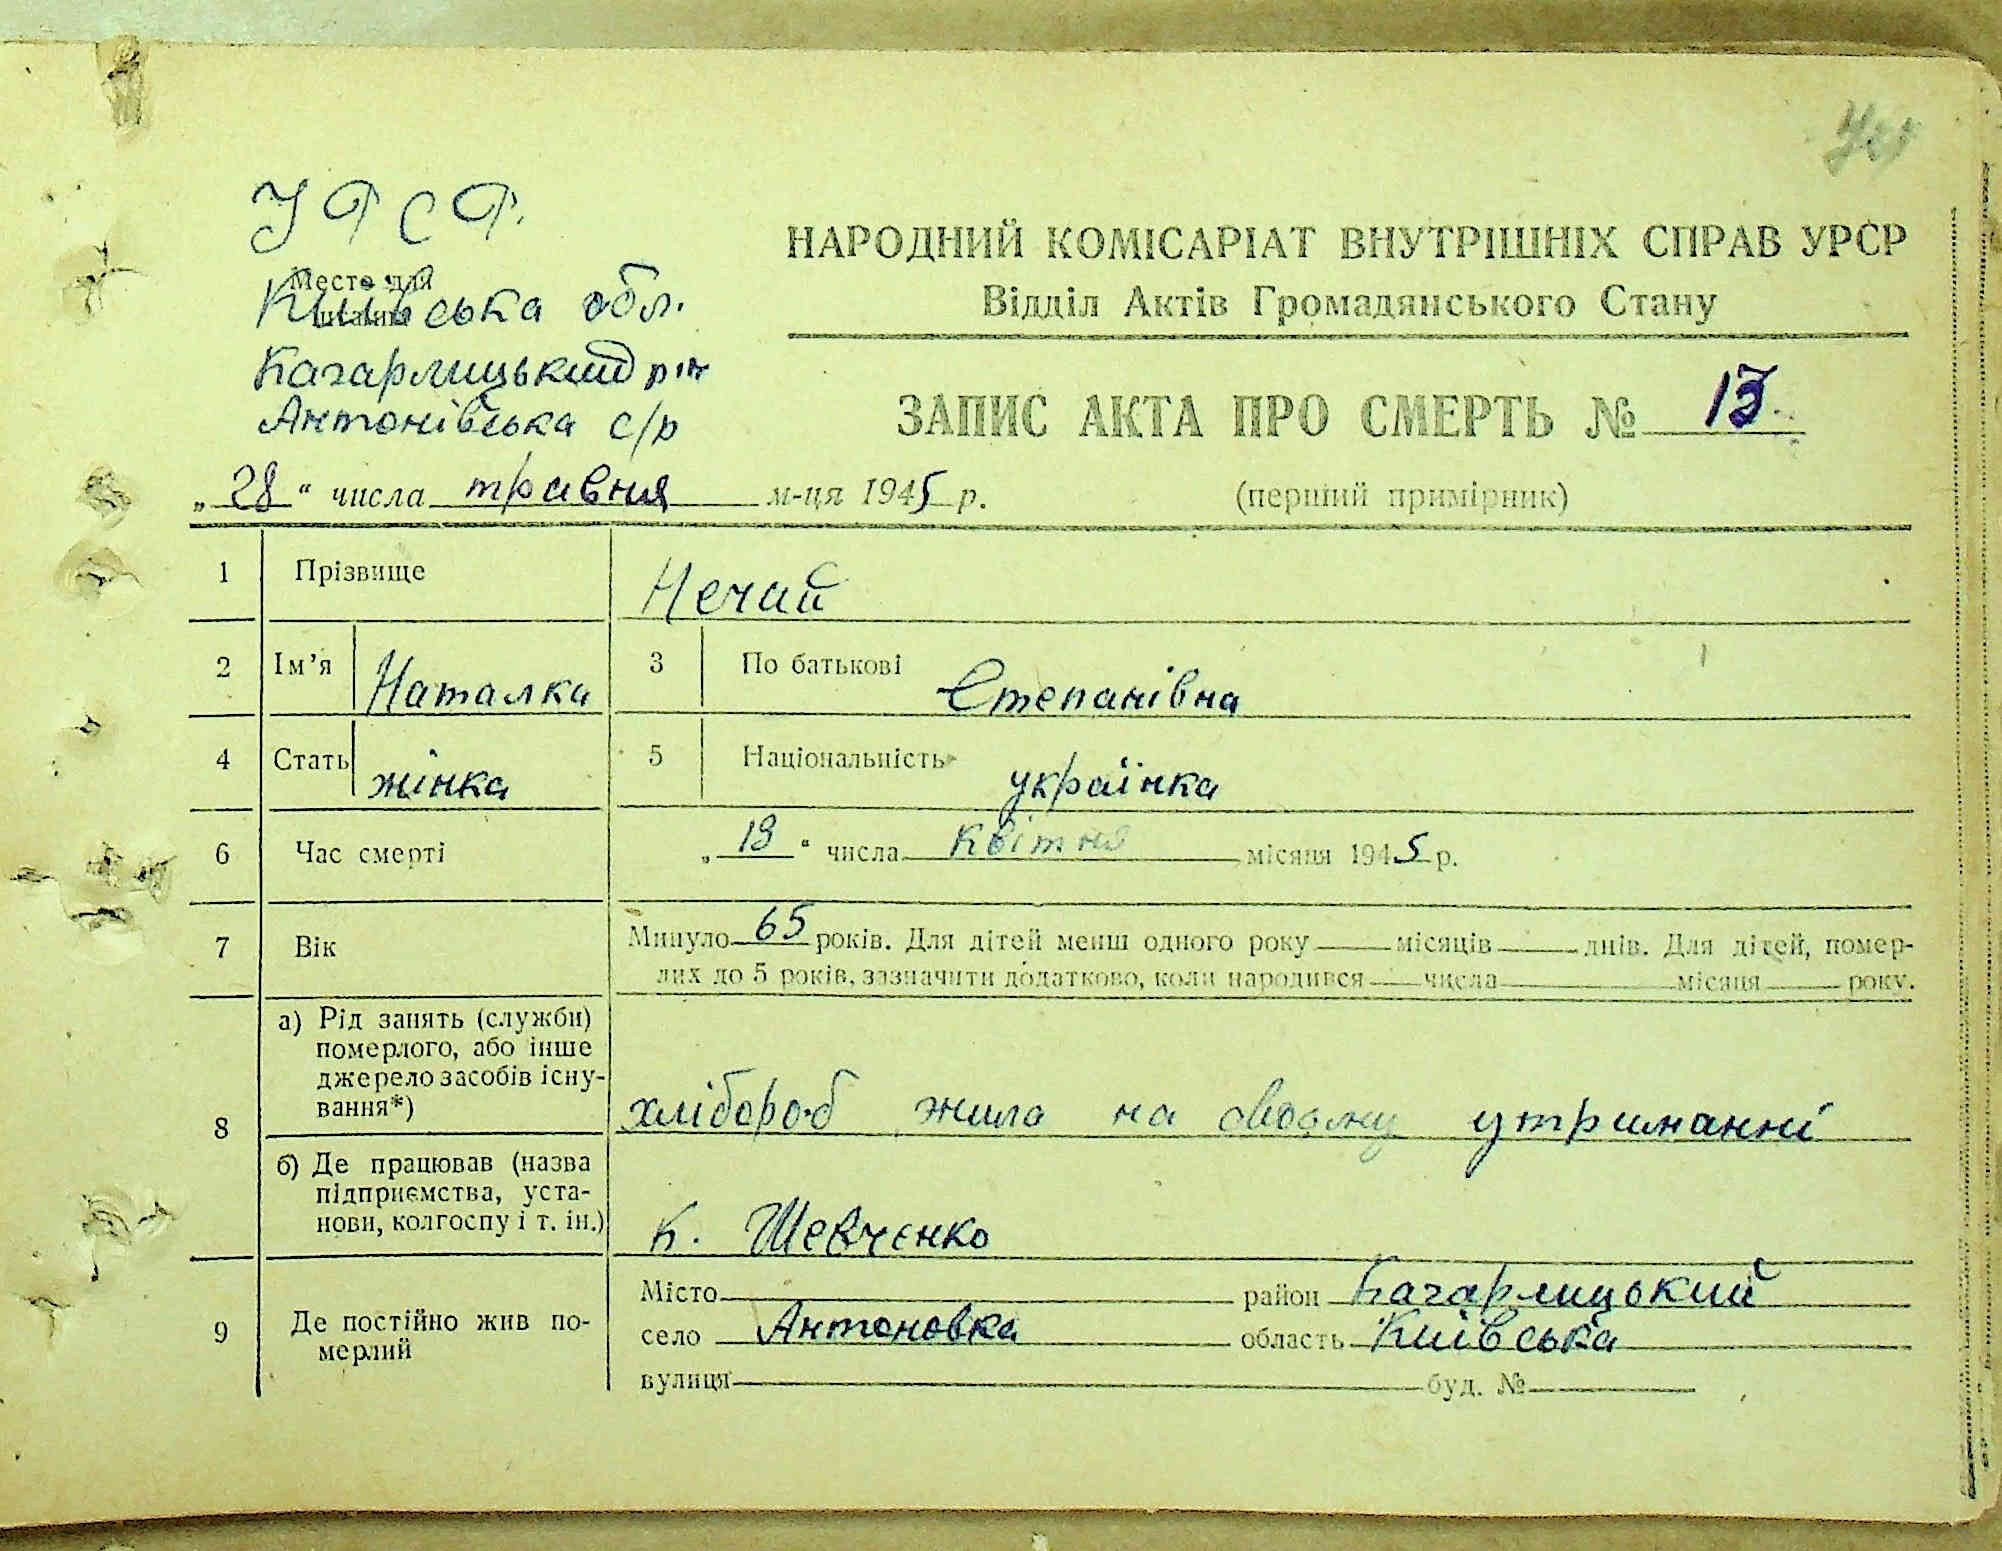 УРСР.
Место для
штампа
Київська обл.
Кагарлицький р-н
Антонівська с/р
НАРОДНИЙ КОМІСАРІАТ ВНУТРІШНІХ СПРАВ УРСР
Відділ Актів Громадянського Стану
ЗАПИС АКТА ПРО СМЕРТЬ № 13
„28“ числа травня м-ця 1945 р.
(перший примірник)
1 Прізвище Нечай
2 Ім’я Наталка 3 По батькові Степанівна
4 Стать жінка 5 Національність українка
6 Час смерті „19“ числа квітня місяця 1945 р.
7 Вік Минуло 65 років. Для дітей менш одного року місяців днів. Для дітей, помер-
лих до 5 років, зазначити додатково, коли народився числа місяця року.
8
а) Рід занять (служби)
померлого, або інше
джерело засобів існу-
вання*)
хлібороб жила на своєму утриманні
б) Де працював (назва
підприємства, уста-
нови, колгоспу і т. ін.)
к. Шевченко
9 Де постійно жив по-
мерлий
Місто район Кагарлицький
село Антоновка область Київська
вулиця буд. №